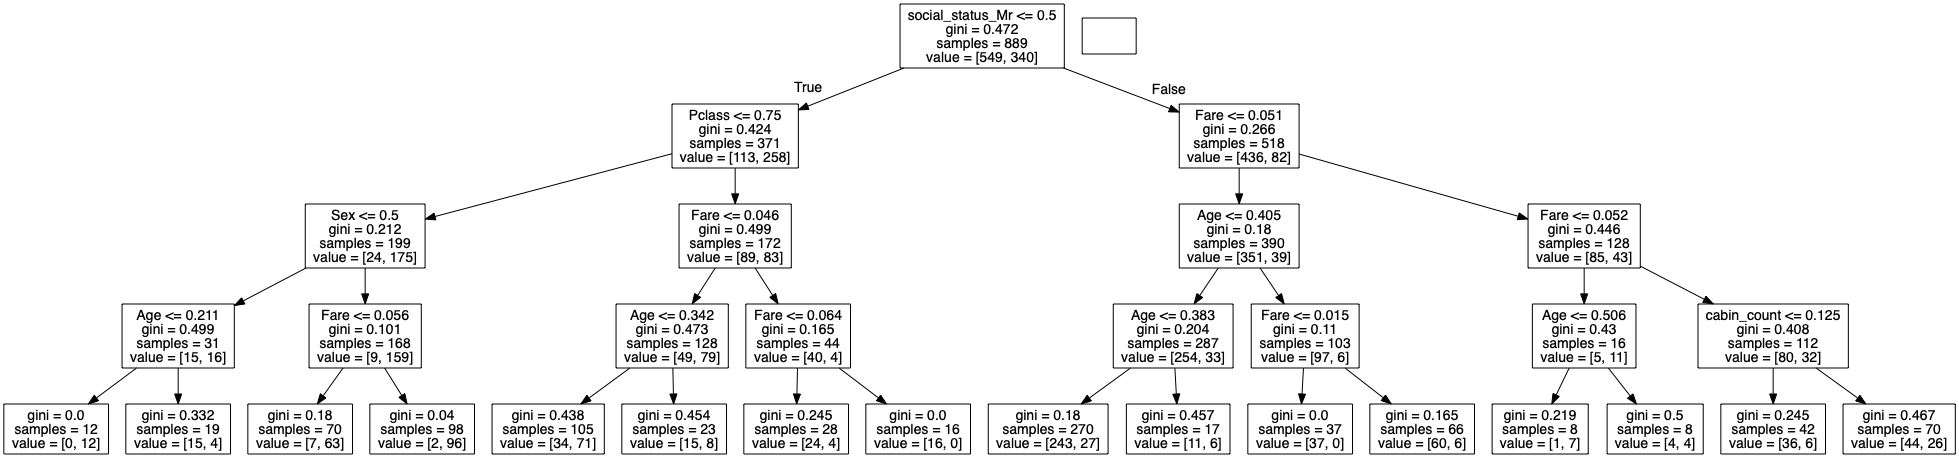 social_status_Mr <= 0.5
gini = 0.472
samples = 889
value = [549, 340]
True
False
Pclass <= 0.75
gini = 0.424
samples = 371
value = [113, 258]
Fare <= 0.051
gini = 0.266
samples = 518
value = [436, 82]
Sex <= 0.5
gini = 0.212
samples = 199
value = [24, 175]
Fare <= 0.046
gini = 0.499
samples = 172
value = [89, 83]
Age <= 0.405
gini = 0.18
samples = 390
value = [351, 39]
Fare <= 0.052
gini = 0.446
samples = 128
value = [85, 43]
Age <= 0.211
gini = 0.499
samples = 31
value = [15, 16]
Fare <= 0.056
gini = 0.101
samples = 168
value = [9, 159]
Age <= 0.342
gini = 0.473
samples = 128
value = [49, 79]
Fare <= 0.064
gini = 0.165
samples = 44
value = [40, 4]
Age <= 0.383
gini = 0.204
samples = 287
value = [254, 33]
Fare <= 0.015
gini = 0.11
samples = 103
value = [97, 6]
Age <= 0.506
gini = 0.43
samples = 16
value = [5, 11]
cabin_count <= 0.125
gini = 0.408
samples = 112
value = [80, 32]
gini = 0.0
samples = 12
value = [0, 12]
gini = 0.332
samples = 19
value = [15, 4]
gini = 0.18
samples = 70
value = [7, 63]
gini = 0.04
samples = 98
value = [2, 96]
gini = 0.438
samples = 105
value = [34, 71]
gini = 0.454
samples = 23
value = [15, 8]
gini = 0.245
samples = 28
value = [24, 4]
gini = 0.0
samples = 16
value = [16, 0]
gini = 0.18
samples = 270
value = [243, 27]
gini = 0.457
samples = 17
value = [11, 6]
gini = 0.0
samples = 37
value = [37, 0]
gini = 0.165
samples = 66
value = [60, 6]
gini = 0.219
samples = 8
value = [1, 7]
gini = 0.5
samples = 8
value = [4, 4]
gini = 0.245
samples = 42
value = [36, 6]
gini = 0.467
samples = 70
value = [44, 26]